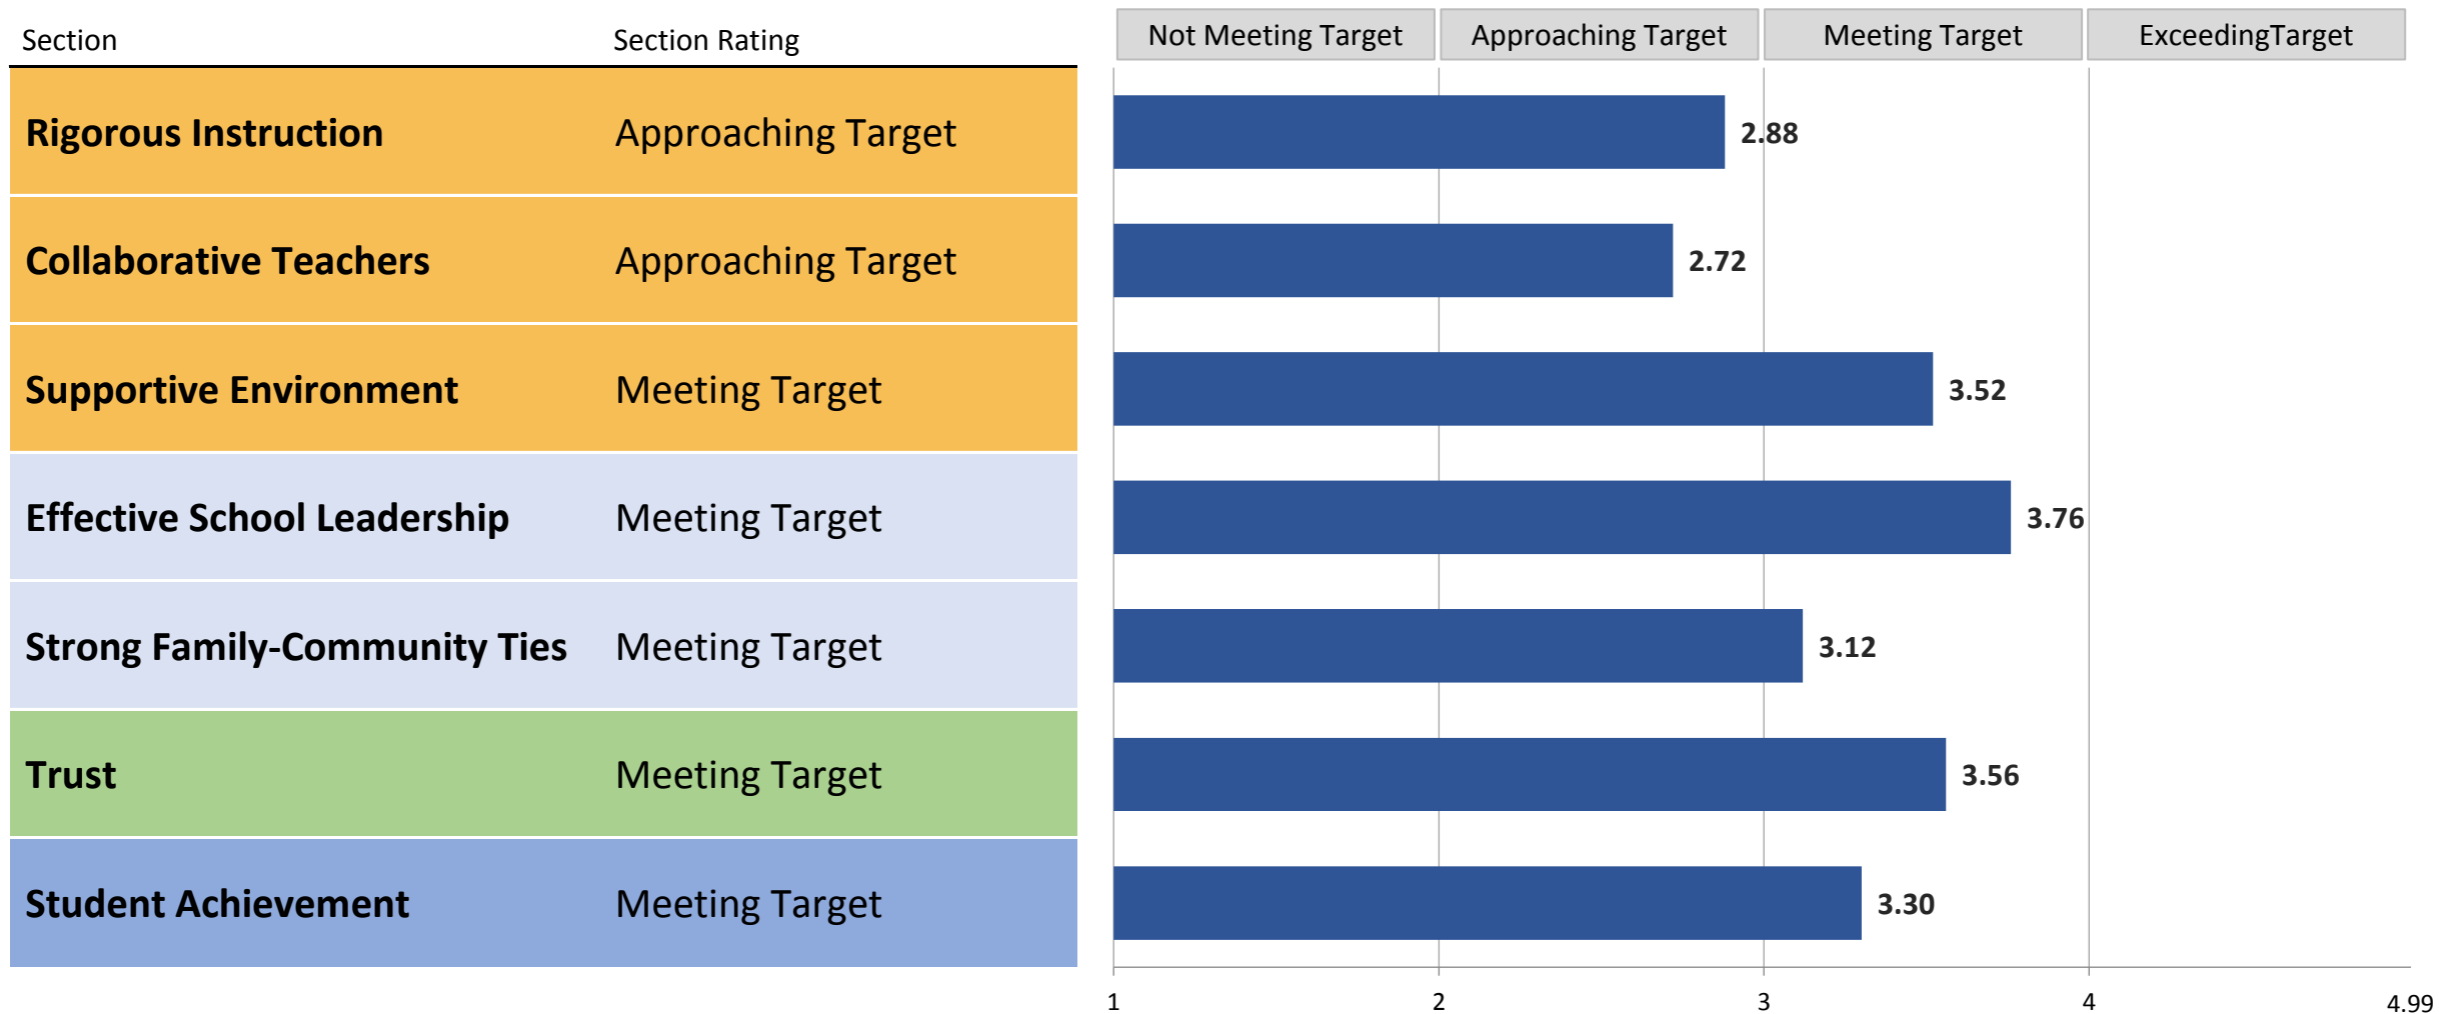 Section Section Rating Not Meeting Target Approaching Target Meeting Target ExceedingTarget
Rigorous Instruction Approaching Target 2.88
Collaborative Teachers Approaching Target 2.72
Supportive Environment Meeting Target 3.52
Effective School Leadership Meeting Target 3.76
Strong Family-Community Ties Meeting Target 3.12
Trust Meeting Target 3.56
Student Achievement Meeting Target 3.30
1 2 3 4 4.99